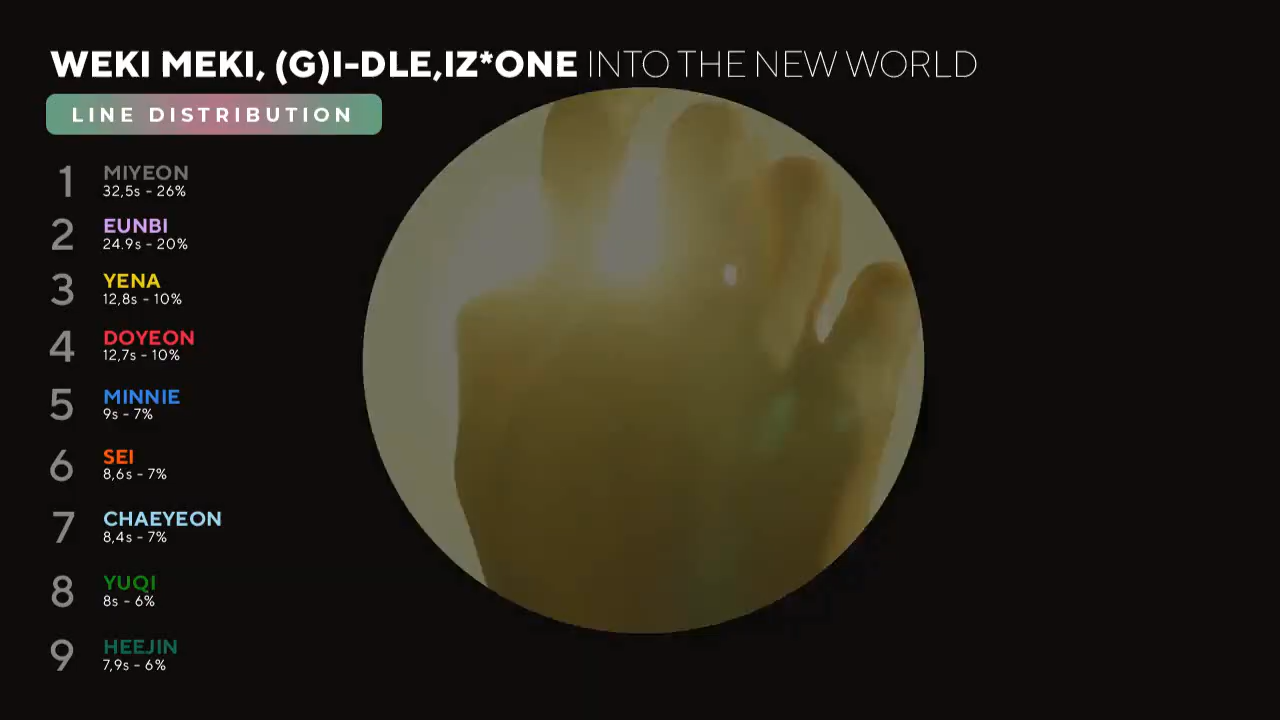 WEKI MEKI, (G)I-DLE,IZ*ONE INTO THE NEW WORLD
LINE DISTRIBUTION
1 MIYEON
32,5s - 26%
2 EUNBI
24.9s - 20%
3 YENA
12,8s - 10%
4 DOYEON
12,7s - 10%
5 MINNIE
9s - 7%
6 SEI
8,6s - 7%
7 CHAEYEON
8,4s - 7%
8 YUQI
8s - 6%
9 HEEJIN
7,9s - 6%